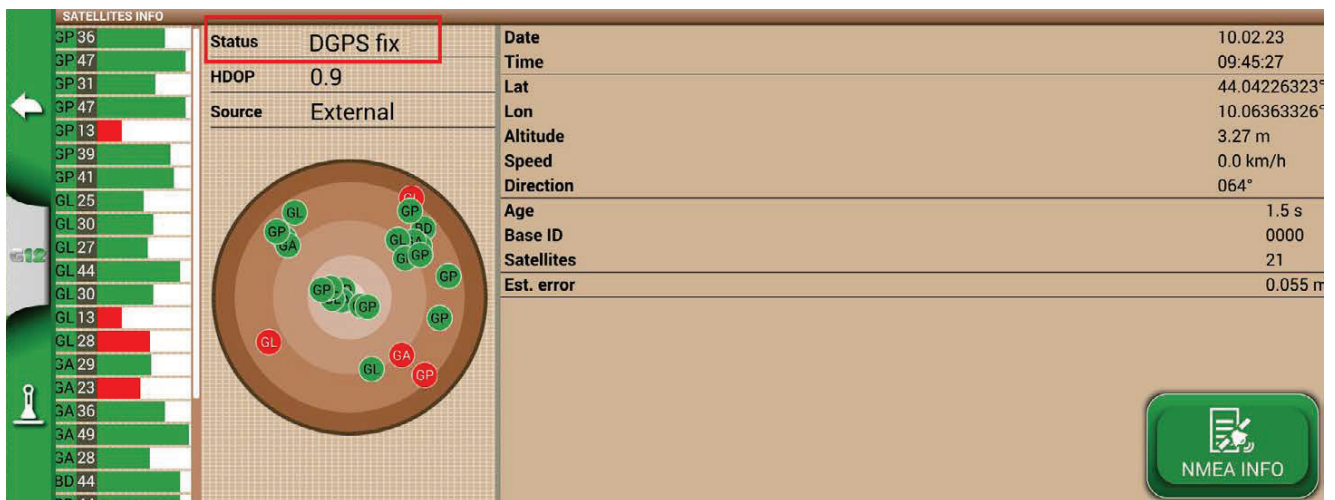 SATELLITES INFO
GP 36
GP 47
GP 31
GP 47
GP 13
GP 39
GP 41
GL 25
GL 30
GL 27
GL 44
GL 30
GL 13
GL 28
GA 29
GA 23
GA 36
GA 49
GA 28
BD 44
G12
Status DGPS fix
HDOP 0.9
Source External
GL
GL
GP
GP
BD
GA
GL
GP
GP
GP
GP
GP
GL
GA
GL
GP
Date 10.02.23
Time 09:45:27
Lat 44.04226323°
Lon 10.06363326°
Altitude 3.27 m
Speed 0.0 km/h
Direction 064°
Age 1.5 s
Base ID 0000
Satellites 21
Est. error 0.055 m
NMEA INFO